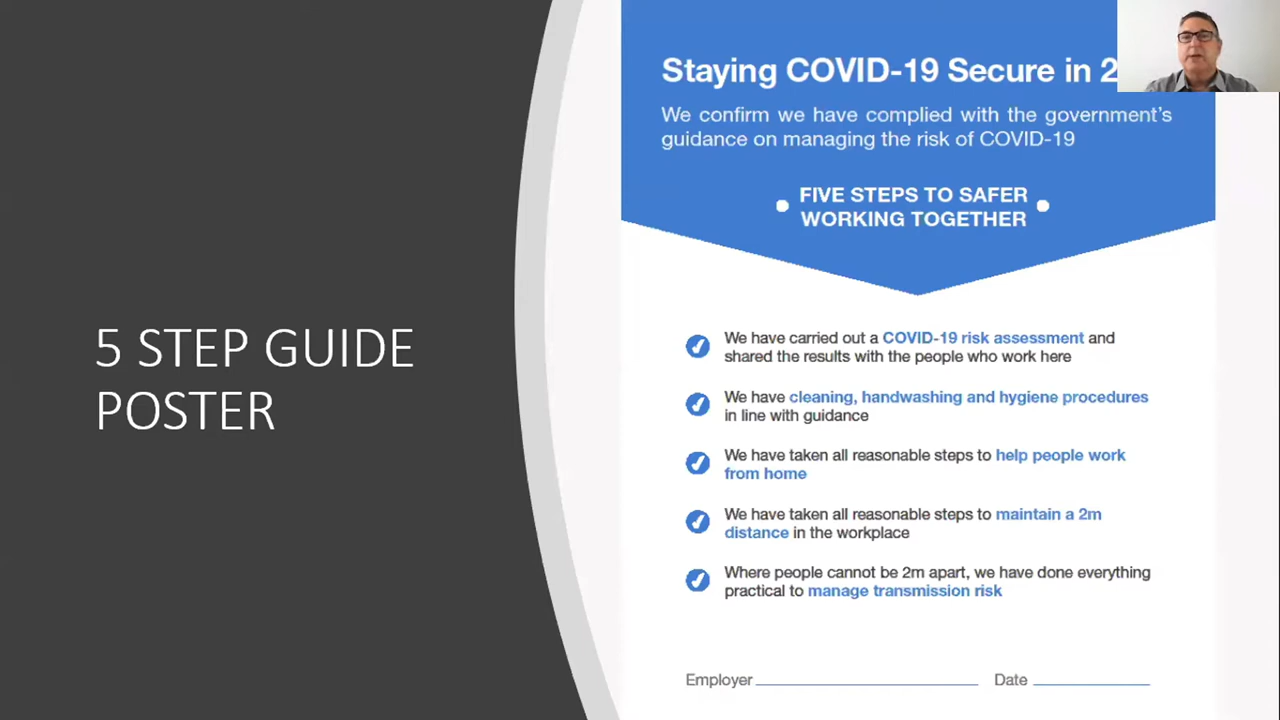 5 STEP GUIDE
POSTER
Staying COVID-19 Secure in 2
We confirm we have complied with the government's
guidance on managing the risk of COVID-19
FIVE STEPS TO SAFER
WORKING TOGETHER
We have carried out a COVID-19 risk assessment and
shared the results with the people who work here
We have cleaning, handwashing and hygiene procedures
in line with guidance
We have taken all reasonable steps to help people work
from home
We have taken all reasonable steps to maintain a 2m
distance in the workplace
Where people cannot be 2m apart, we have done everything
practical to manage transmission risk
Employer Date